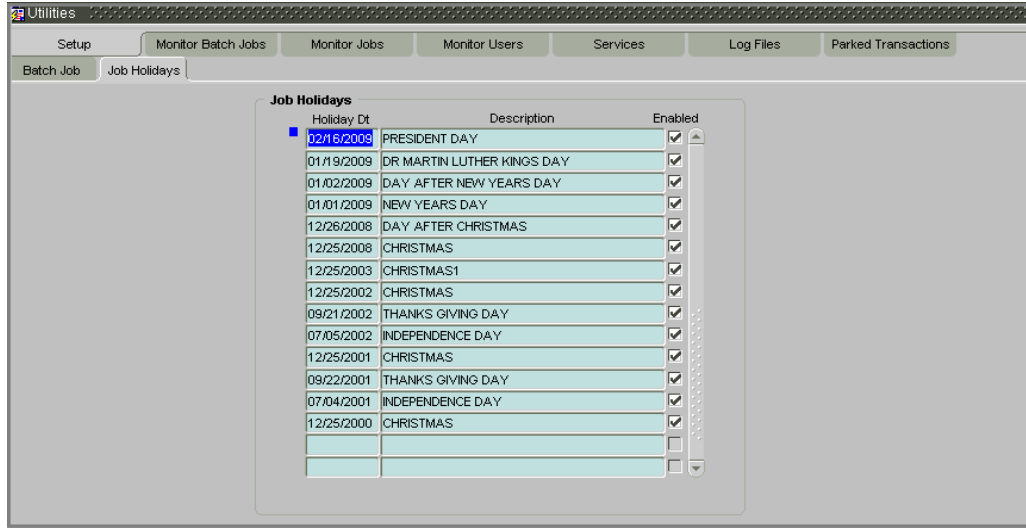 Utilities
Setup Monitor Batch Jobs Monitor Jobs Monitor Users Services Log Files Parked Transactions
Batch Job Job Holidays
Job Holidays
Holiday Dt Description Enabled
02/16/2009 PRESIDENT DAY
01/19/2009 DR MARTIN LUTHER KINGS DAY
01/02/2009 DAY AFTER NEW YEARS DAY
01/01/2009 NEW YEARS DAY
12/26/2008 DAY AFTER CHRISTMAS
12/25/2008 CHRISTMAS
12/25/2003 CHRISTMAS1
12/25/2002 CHRISTMAS
09/21/2002 THANKS GIVING DAY
07/05/2002 INDEPENDENCE DAY
12/25/2001 CHRISTMAS
09/22/2001 THANKS GIVING DAY
07/04/2001 INDEPENDENCE DAY
12/25/2000 CHRISTMAS